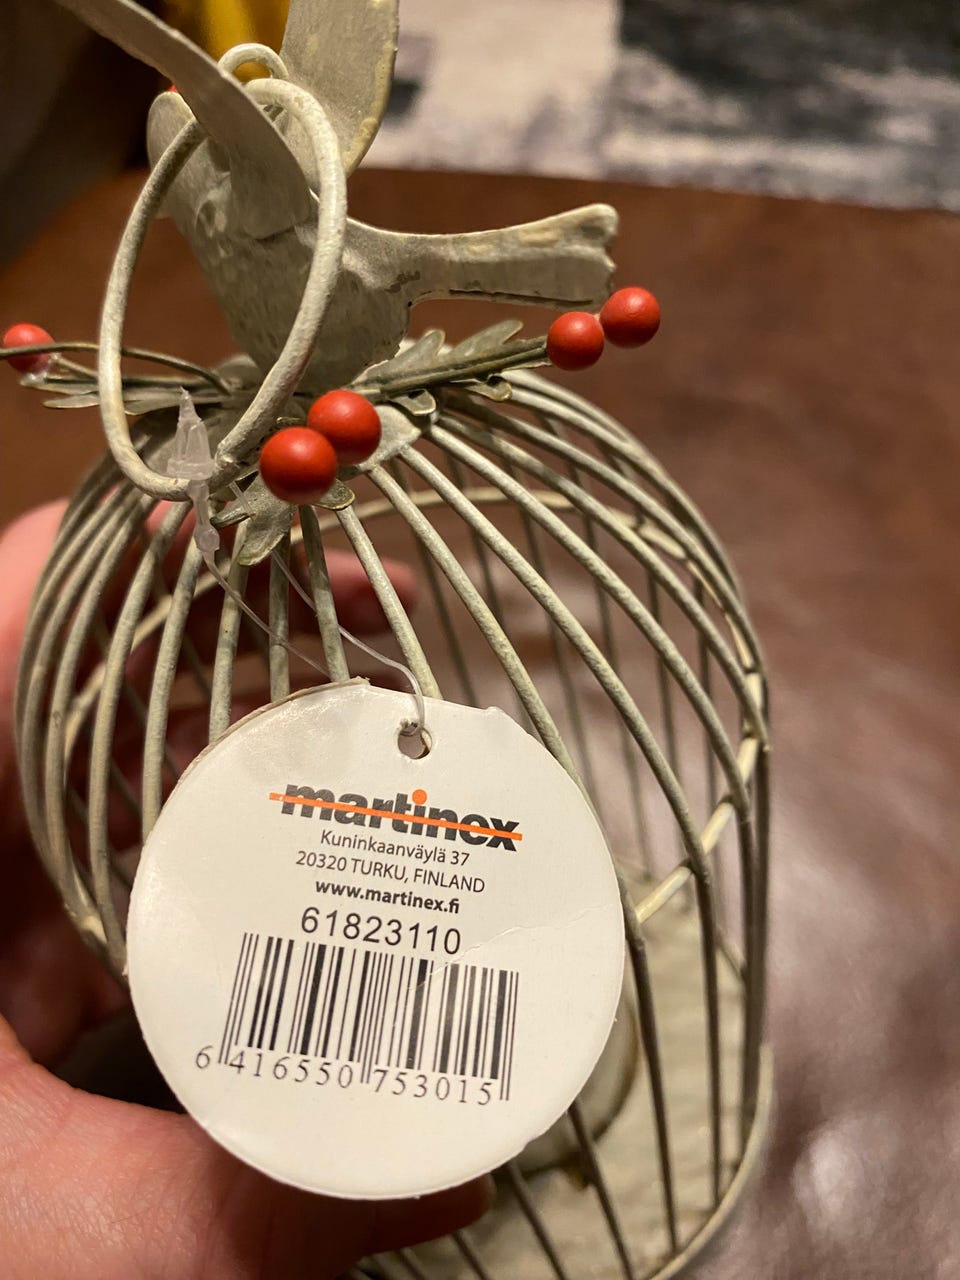 martinex
Kuninkaanväylä 37
20320 TURKU, FINLAND
www.martinex.fi
61823110
6 416550 753015